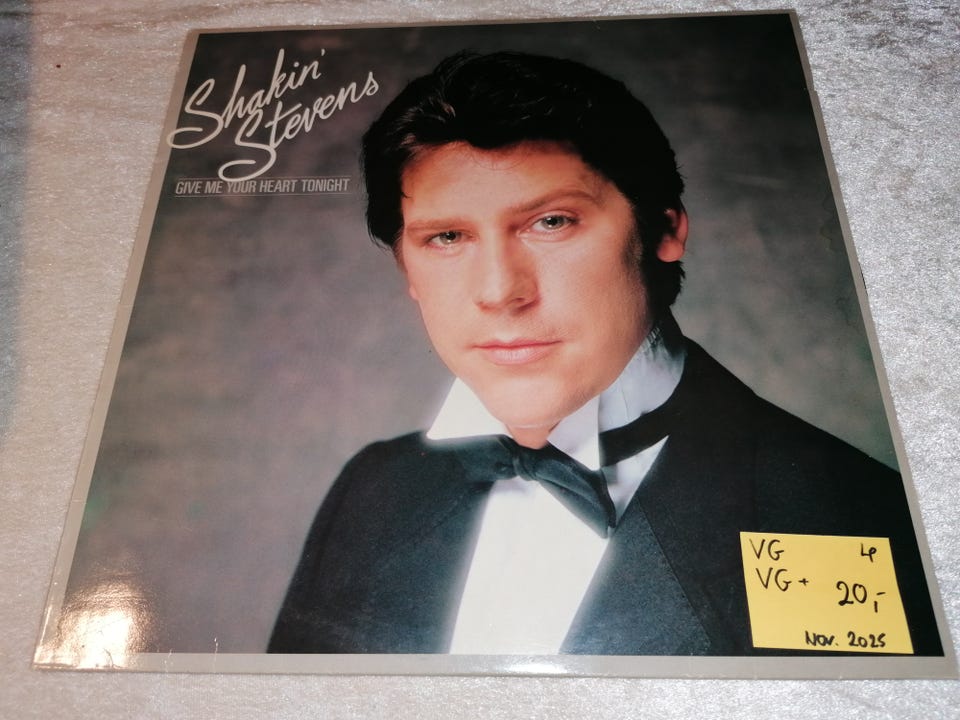 Shakin'
Stevens
GIVE ME YOUR HEART TONIGHT
VG LP
VG+ 20,-
Nov. 2025